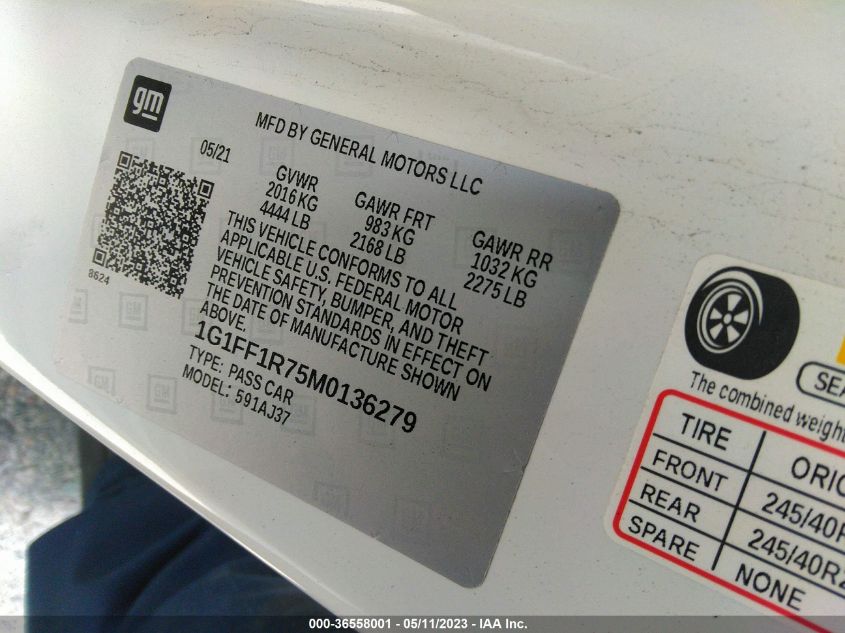 gm
MFD BY GENERAL MOTORS LLC
05/21
GVWR
2016 KG
4444 LB
GAWR FRT
983 KG
2168 LB
GAWR RR
1032 KG
2275 LB
THIS VEHICLE CONFORMS TO ALL
APPLICABLE U.S. FEDERAL MOTOR
VEHICLE SAFETY, BUMPER, AND THEFT
PREVENTION STANDARDS IN EFFECT ON
THE DATE OF MANUFACTURE SHOWN
ABOVE.
8624
1G1FF1R75M0136279
TYPE: PASS CAR
MODEL: 591AJ37
SEA
The combined weight
TIRE ORIG
FRONT 245/40R
REAR 245/40R2
SPARE NONE
000-36558001 - 05/11/2023 - IAA Inc.